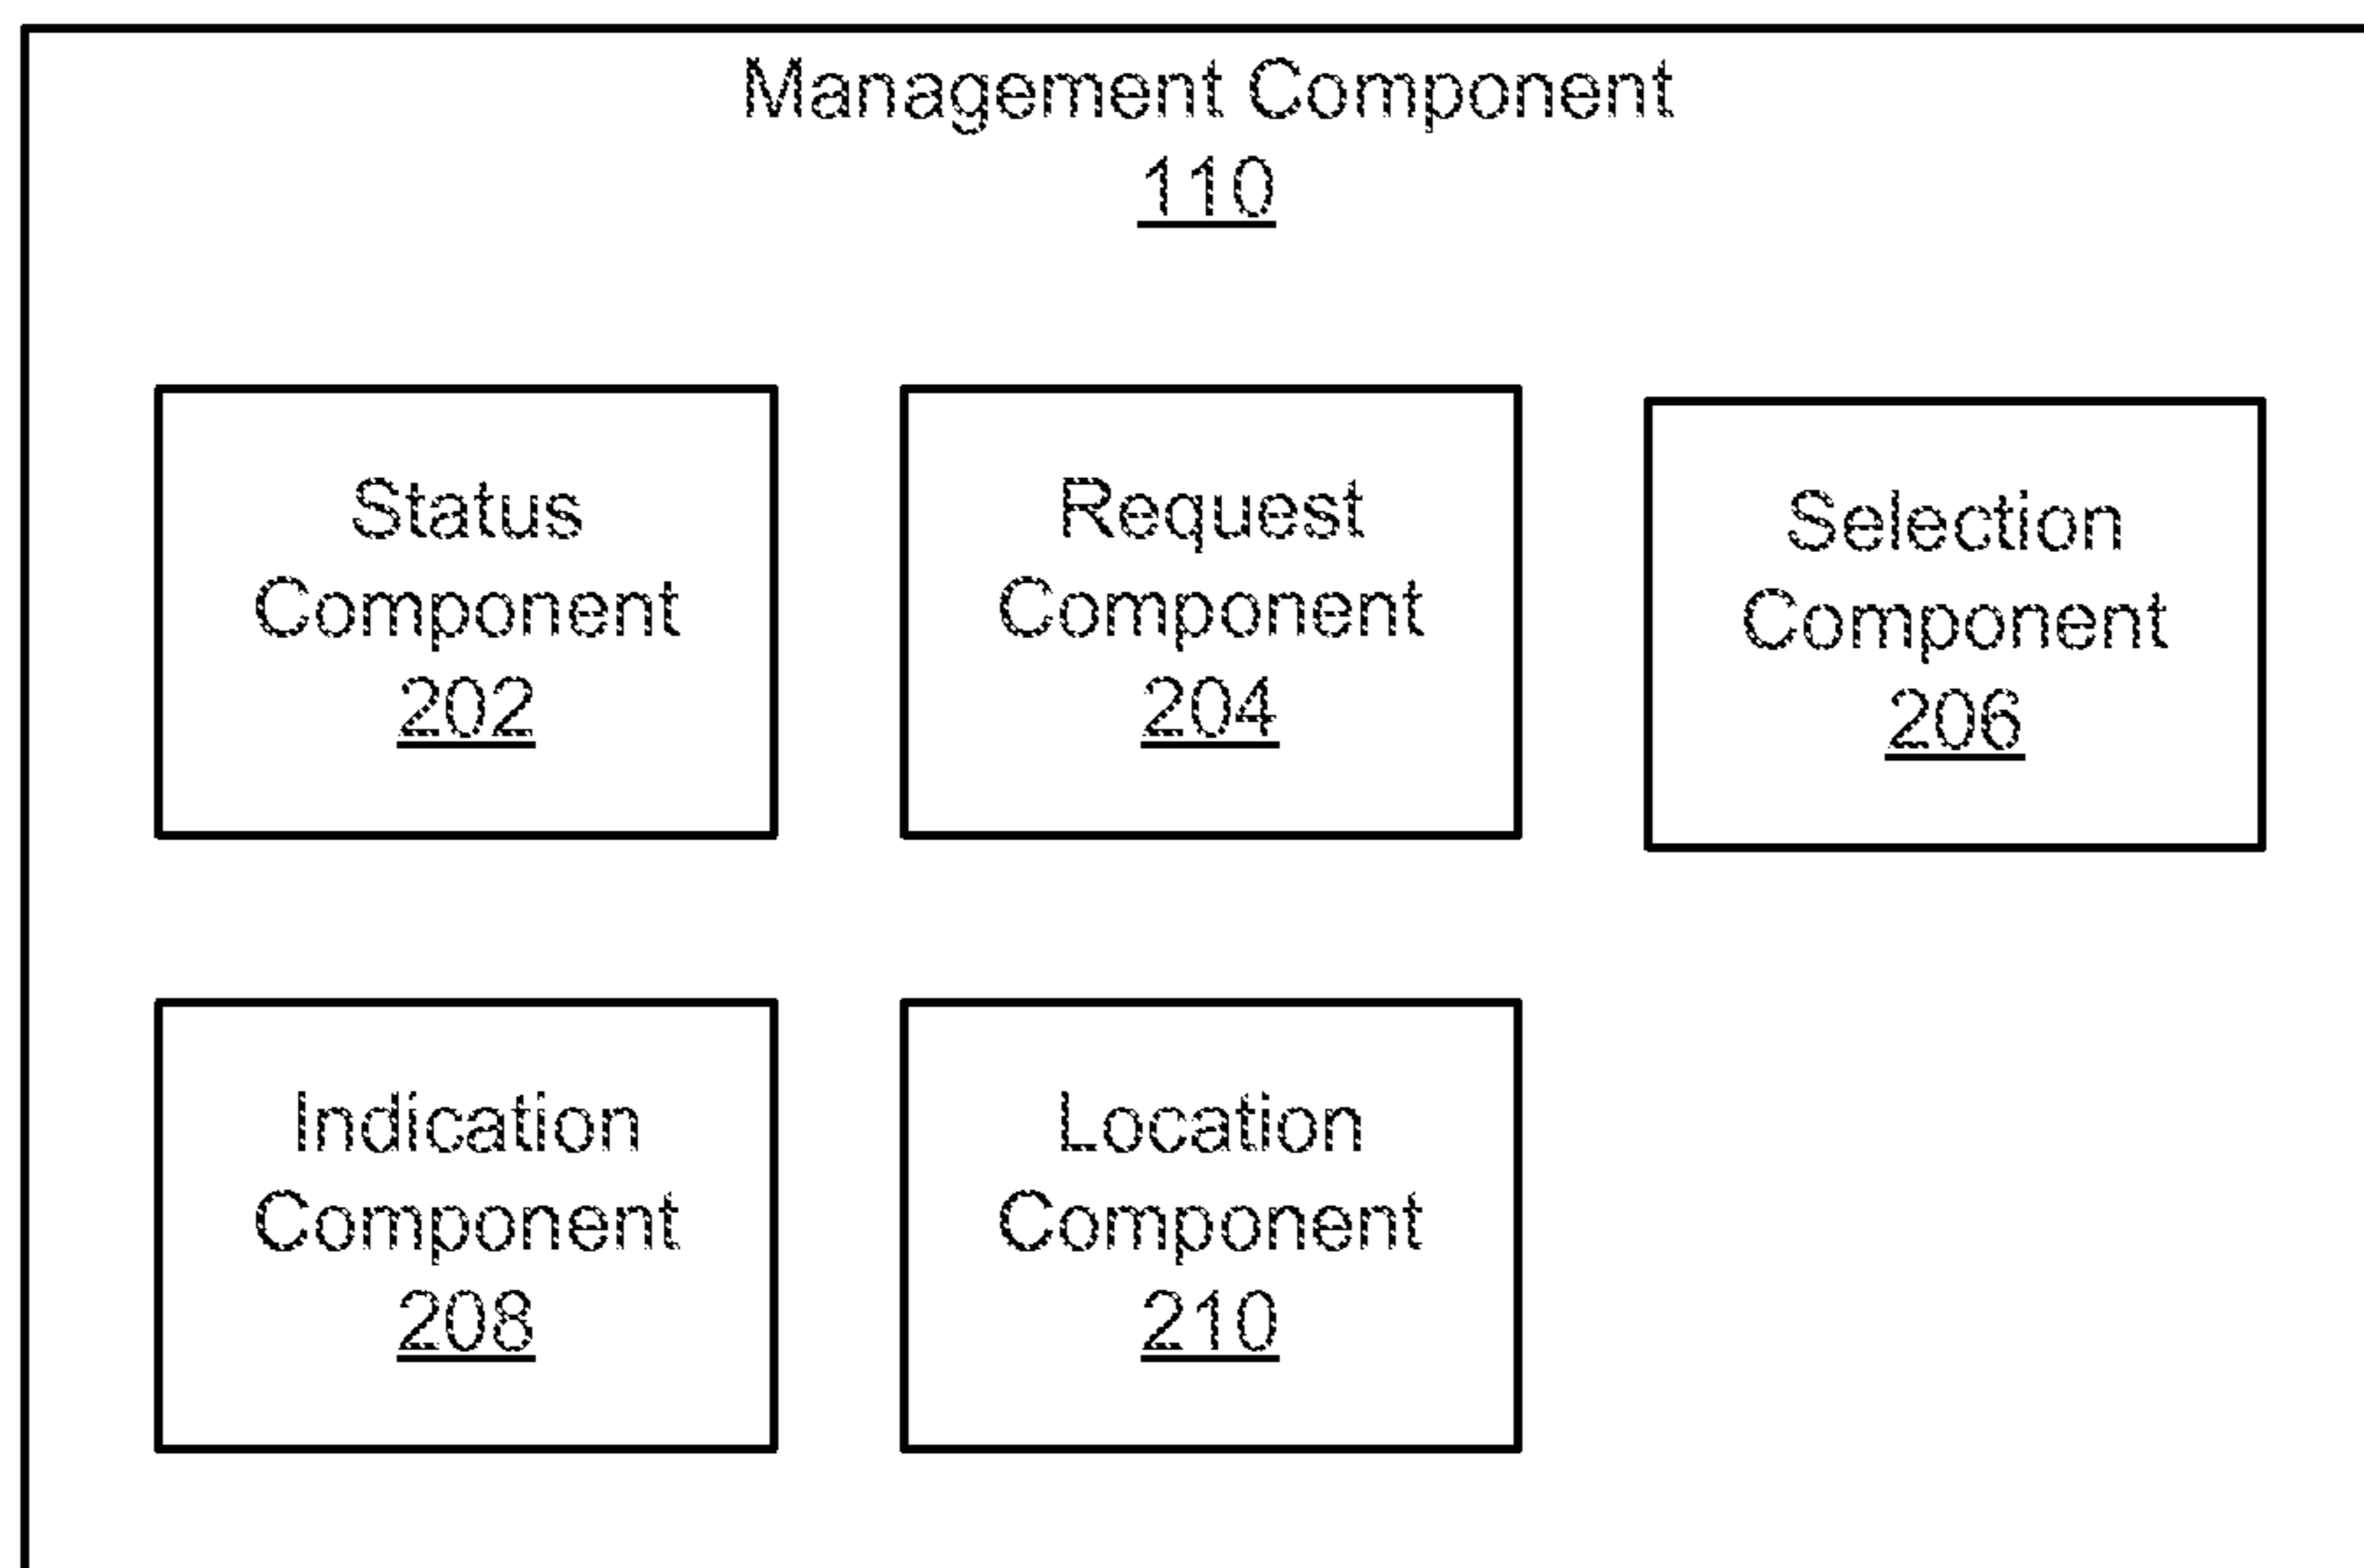 Management Component
110
Status
Component
202
Request
Component
204
Selection
Component
206
Indication
Component
208
Location
Component
210